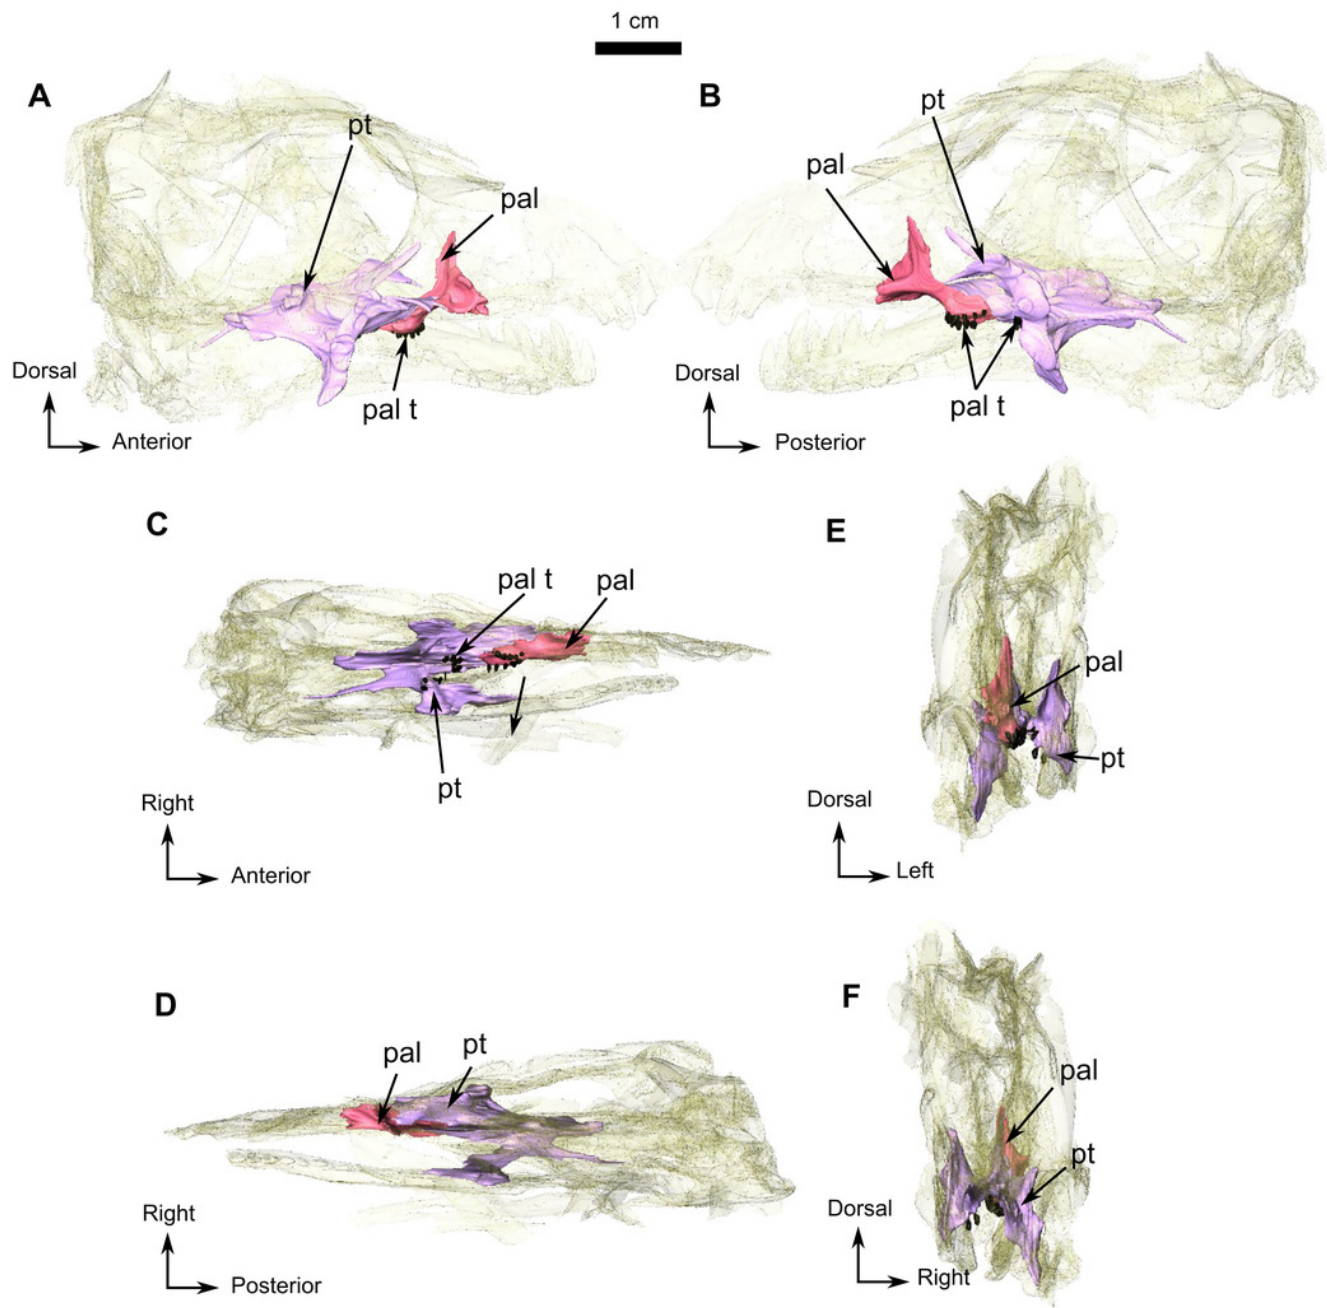 1 cm
A
B
pt
pt
pal
pal
pal t
pal t
Dorsal
Anterior
Dorsal
Posterior
C
E
pal t
pal
pal
pt
pt
Right
Anterior
Dorsal
Left
D
F
pal
pt
pal
pt
Right
Posterior
Dorsal
Right